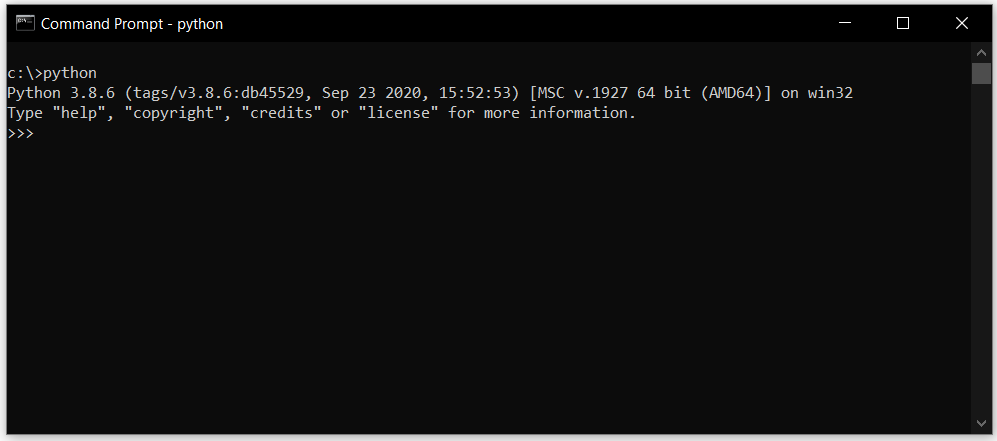 Command Prompt - python
c:\>python
Python 3.8.6 (tags/v3.8.6:db45529, Sep 23 2020, 15:52:53) [MSC v.1927 64 bit (AMD64)] on win32
Type "help", "copyright", "credits" or "license" for more information.
>>>